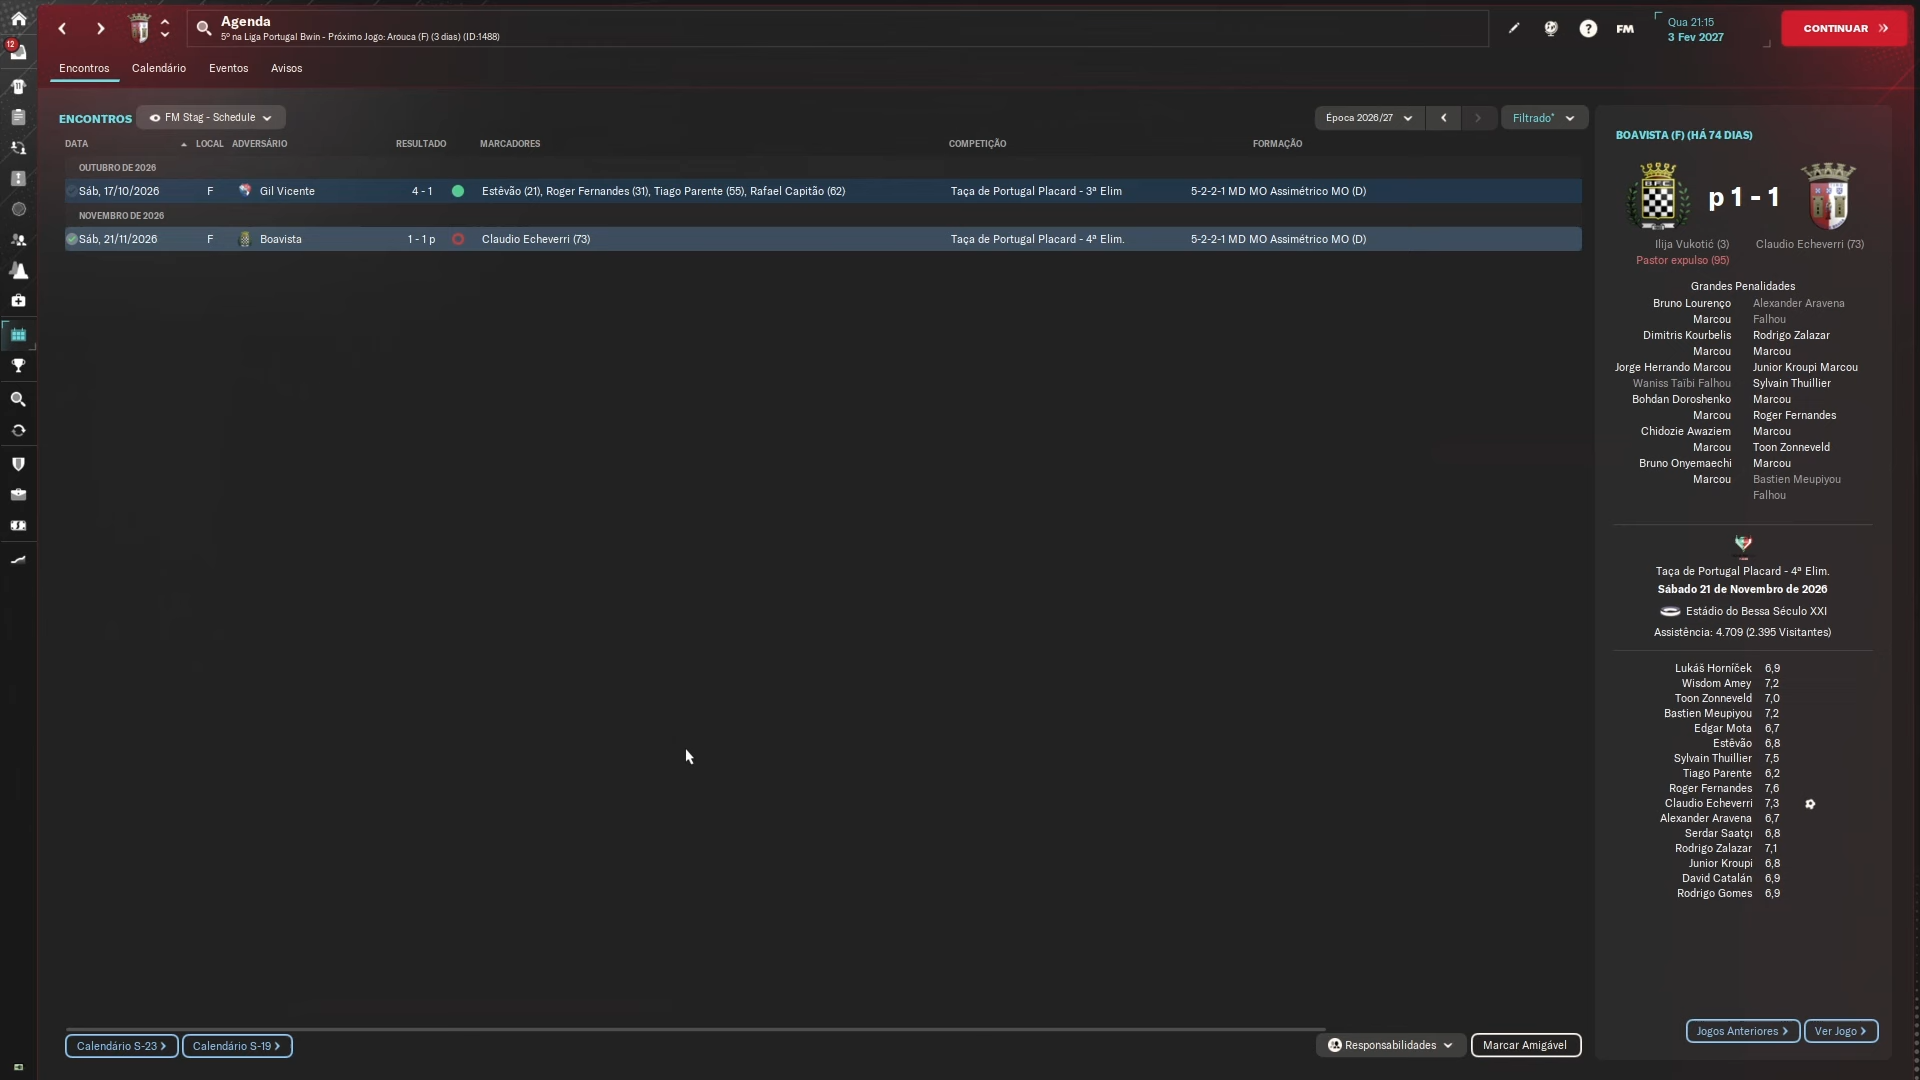 Agenda
5º na Liga Portugal Bwin - Próximo Jogo: Arouca (F) (3 dias) (ID:1488)
FM
Qua 21:15
3 Fev 2027
CONTINUAR
12
Encontros Calendário Eventos Avisos
ENCONTROS FM Stag - Schedule
Época 2026/27 Filtrado*
DATA LOCAL ADVERSÁRIO RESULTADO MARCADORES COMPETIÇÃO FORMAÇÃO
OUTUBRO DE 2026
Sáb, 17/10/2026 F Gil Vicente 4 - 1 Estêvão (21), Roger Fernandes (31), Tiago Parente (55), Rafael Capitão (62) Taça de Portugal Placard - 3ª Elim 5-2-2-1 MD MO Assimétrico MO (D)
NOVEMBRO DE 2026
Sáb, 21/11/2026 F Boavista 1 - 1 p Claudio Echeverri (73) Taça de Portugal Placard - 4ª Elim. 5-2-2-1 MD MO Assimétrico MO (D)
BOAVISTA (F) (HÁ 74 DIAS)
p 1 - 1
Ilija Vukotić (3) Claudio Echeverri (73)
Pastor expulso (95)
Grandes Penalidades
Bruno Lourenço Alexander Aravena
Marcou Falhou
Dimitris Kourbelis Rodrigo Zalazar
Marcou Marcou
Jorge Herrando Marcou Junior Kroupi Marcou
Waniss Taïbi Falhou Sylvain Thuillier
Bohdan Doroshenko Marcou
Marcou Roger Fernandes
Chidozie Awaziem Marcou
Marcou Toon Zonneveld
Bruno Onyemaechi Marcou
Marcou Bastien Meupiyou
Falhou
Taça de Portugal Placard - 4ª Elim.
Sábado 21 de Novembro de 2026
Estádio do Bessa Século XXI
Assistência: 4.709 (2.395 Visitantes)
Lukáš Horníček 6,9
Wisdom Amey 7,2
Toon Zonneveld 7,0
Bastien Meupiyou 7,2
Edgar Mota 6,7
Estêvão 6,8
Sylvain Thuillier 7,5
Tiago Parente 6,2
Roger Fernandes 7,6
Claudio Echeverri 7,3
Alexander Aravena 6,7
Serdar Saatçı 6,8
Rodrigo Zalazar 7,1
Junior Kroupi 6,8
David Catalán 6,9
Rodrigo Gomes 6,9
Jogos Anteriores Ver Jogo
Calendário S-23 Calendário S-19
Responsabilidades Marcar Amigável